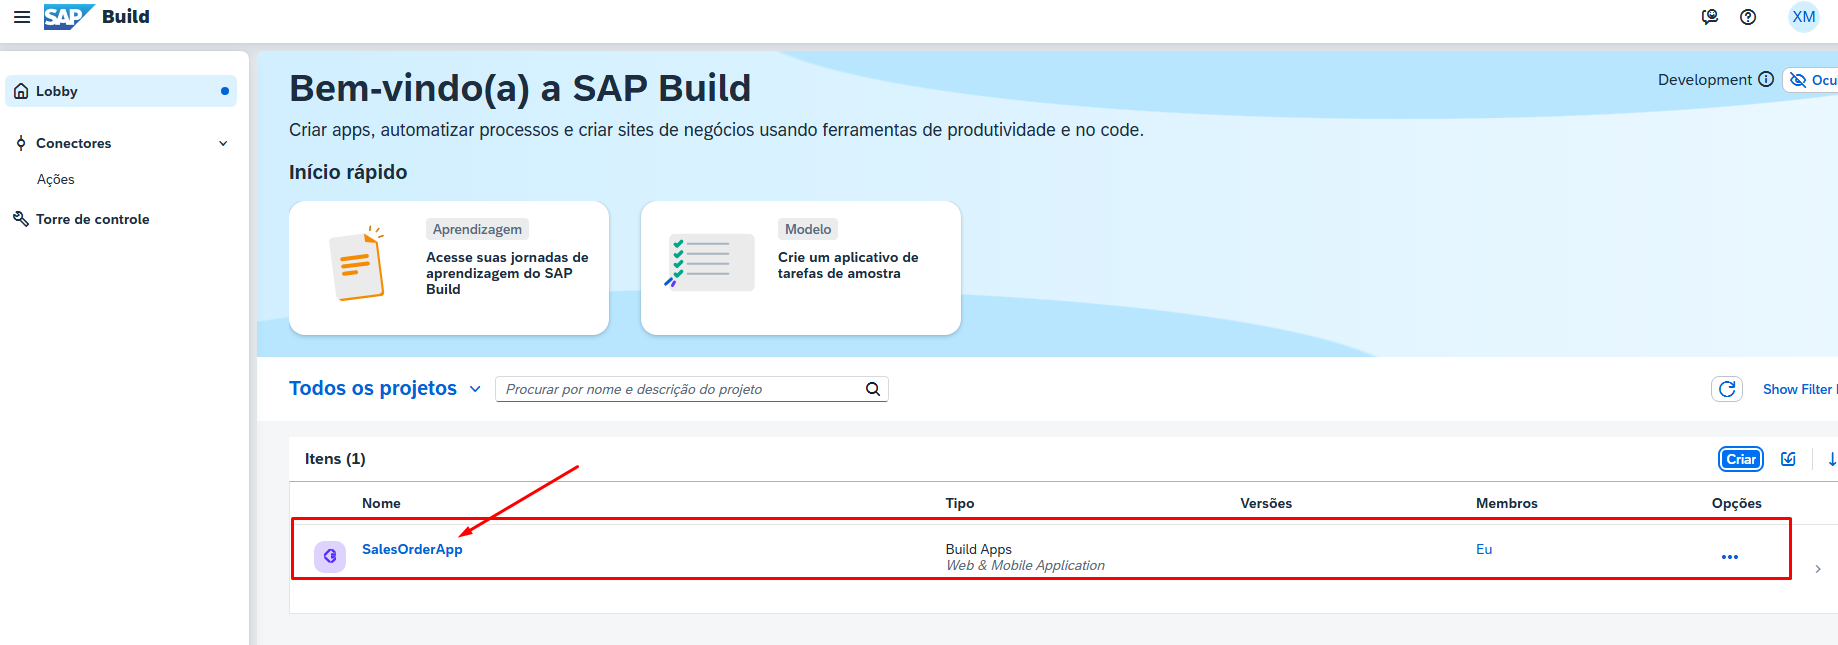 SAP Build
XM
Lobby
Conectores
Ações
Torre de controle
Bem-vindo(a) a SAP Build
Development
Ocu
Criar apps, automatizar processos e criar sites de negócios usando ferramentas de produtividade e no code.
Início rápido
Aprendizagem
Acesse suas jornadas de
aprendizagem do SAP
Build
Modelo
Crie um aplicativo de
tarefas de amostra
Todos os projetos
Procurar por nome e descrição do projeto
Show Filter
Itens (1)
Criar
Nome Tipo Versões Membros Opções
SalesOrderApp Build Apps Eu
Web & Mobile Application